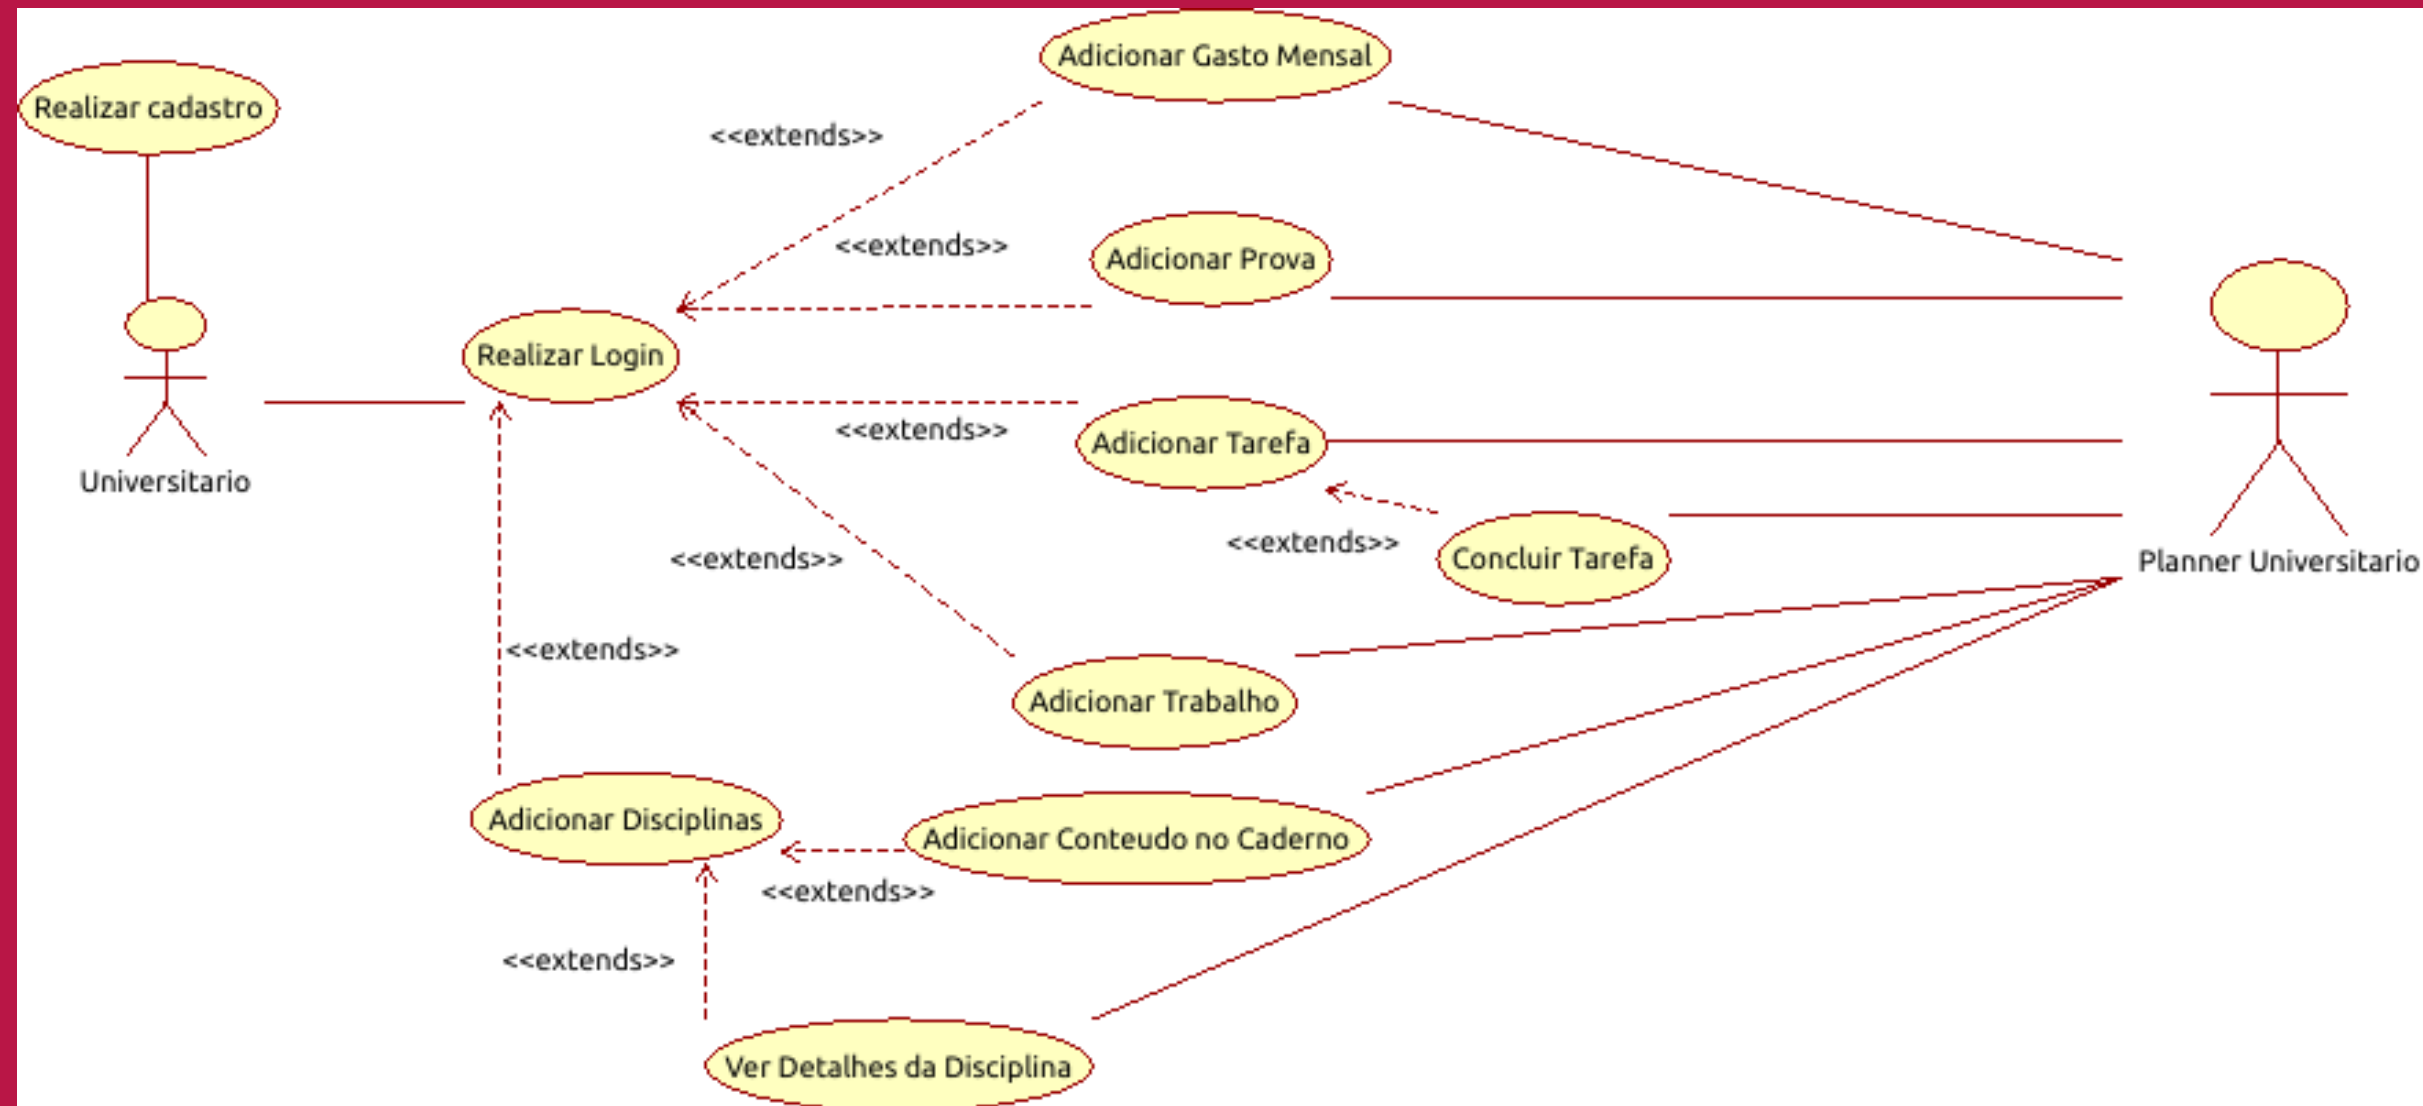 Adicionar Gasto Mensal
Realizar cadastro
<<extends>>
<<extends>>
Adicionar Prova
Realizar Login
<<extends>>
Adicionar Tarefa
Universitario
<<extends>>
Concluir Tarefa
Planner Universitario
<<extends>>
<<extends>>
Adicionar Trabalho
Adicionar Disciplinas
Adicionar Conteudo no Caderno
<<extends>>
<<extends>>
Ver Detalhes da Disciplina